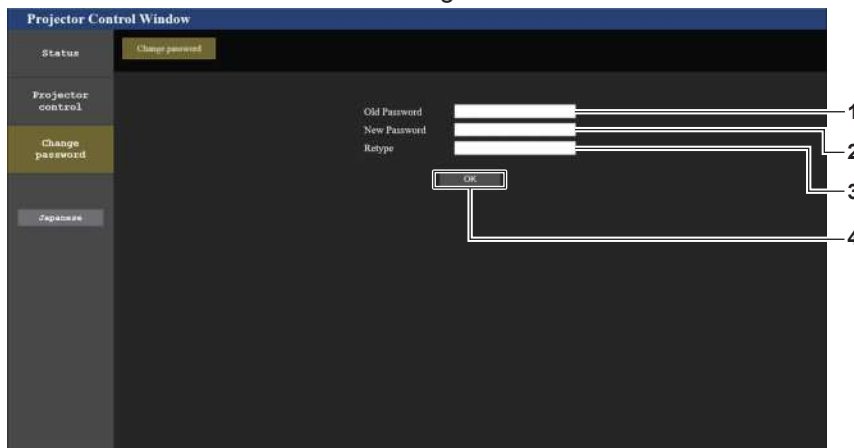 Projector Control Window
Status
Change password
Projector
control
Old Password
1
New Password
2
Change
password
Retype
3
OK
Japanese
4